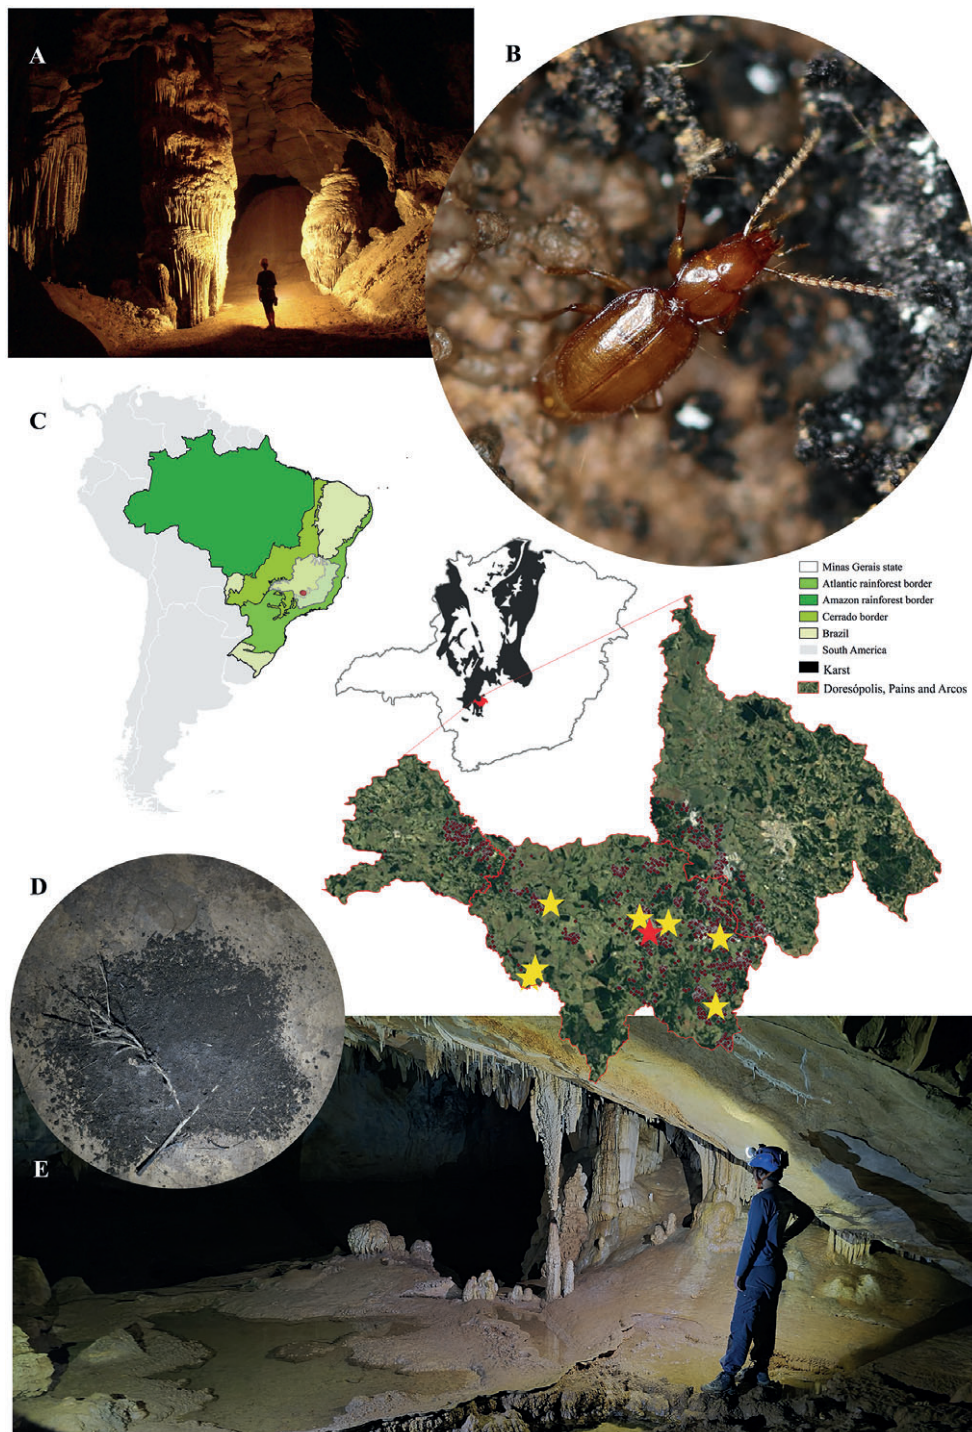 A
B
C
Minas Gerais state
Atlantic rainforest border
Amazon rainforest border
Cerrado border
Brazil
South America
Karst
Doresópolis, Pains and Arcos
D
E